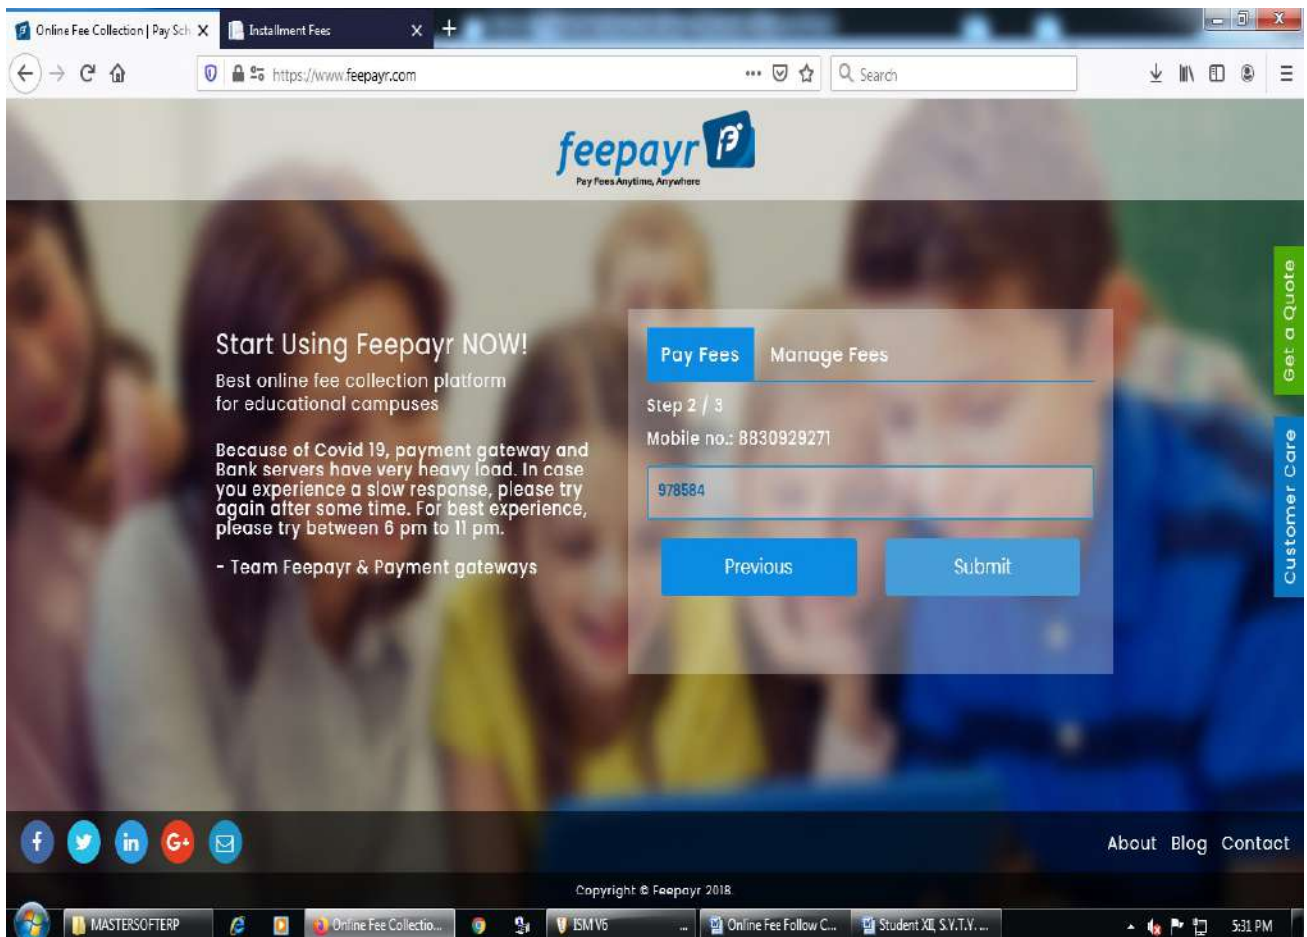 Online Fee Collection | Pay Sch
Installment Fees
https://www.feepayr.com
Search
feepayr
Pay Fees Anytime, Anywhere
Get a Quote
Customer Care
Start Using Feepayr NOW!
Best online fee collection platform
for educational campuses
Because of Covid 19, payment gateway and
Bank servers have very heavy load. In case
you experience a slow response, please try
again after some time. For best experience,
please try between 6 pm to 11 pm.
- Team Feepayr & Payment gateways
Pay Fees Manage Fees
Step 2 / 3
Mobile no.: 8830929271
978584
Previous Submit
About Blog Contact
Copyright © Feepayr 2018.
MASTERSOFTERP
Online Fee Collectio...
ISM V6 ...
Online Fee Follow C...
Student XII, S.V.T.Y. ...
5:31 PM